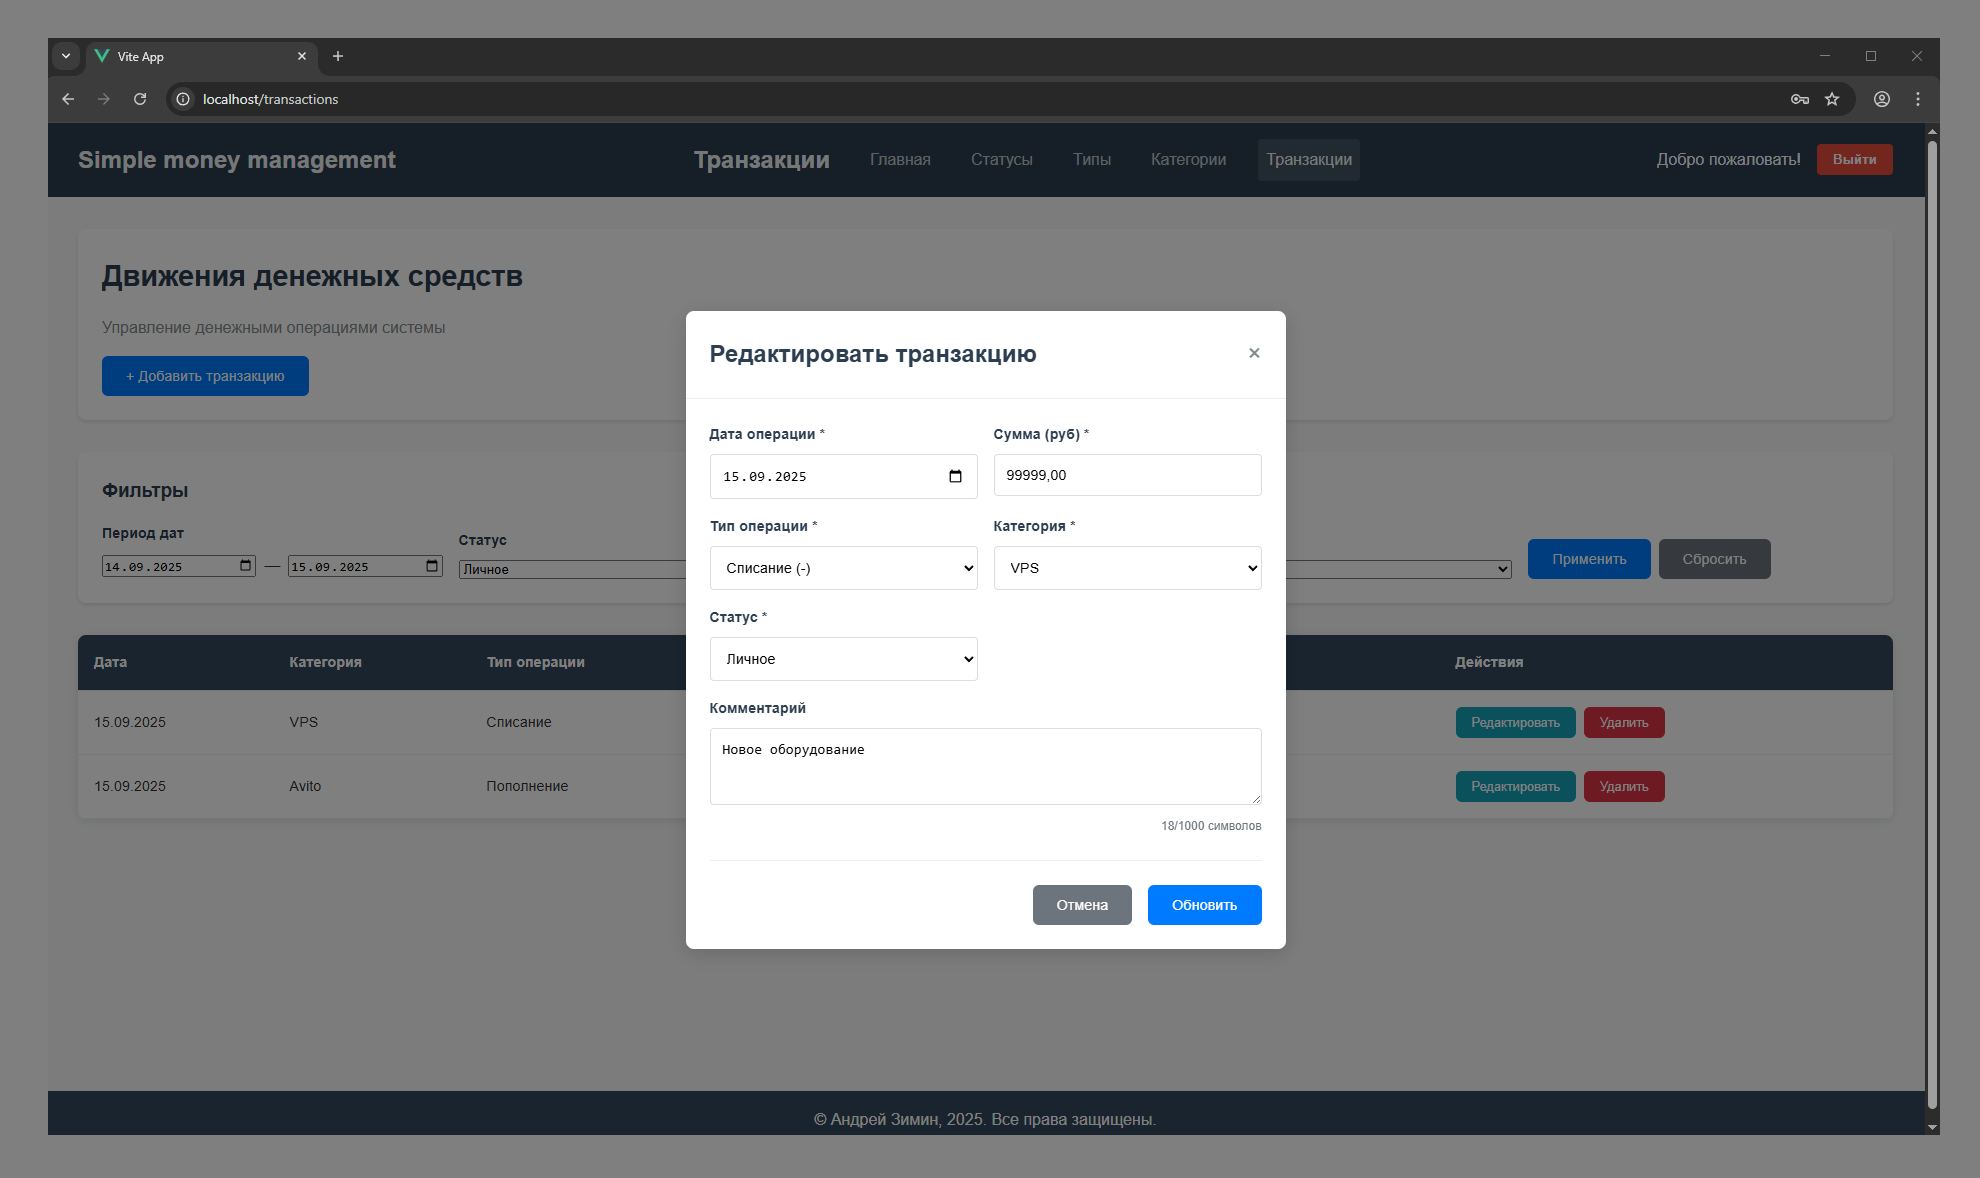 Vite App
localhost/transactions
Simple money management
Транзакции
Главная
Статусы
Типы
Категории
Транзакции
Добро пожаловать!
Выйти
Движения денежных средств
Управление денежными операциями системы
+ Добавить транзакцию
Фильтры
Период дат
14.09.2025 — 15.09.2025
Статус
Личное
Применить
Сбросить
Дата
Категория
Тип операции
Действия
15.09.2025
VPS
Списание
Редактировать
Удалить
15.09.2025
Avito
Пополнение
Редактировать
Удалить
Редактировать транзакцию
×
Дата операции *
15.09.2025
Сумма (руб) *
99999,00
Тип операции *
Списание (-)
Категория *
VPS
Статус *
Личное
Комментарий
Новое оборудование
18/1000 символов
Отмена
Обновить
© Андрей Зимин, 2025. Все права защищены.